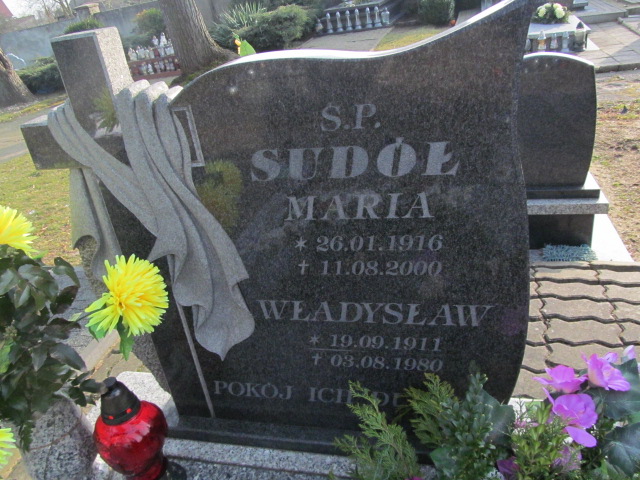 Ś.P.
SUDÓŁ
MARIA
* 26.01.1916
† 11.08.2000
WŁADYSŁAW
* 19.09.1911
† 03.08.1980
POKÓJ ICH